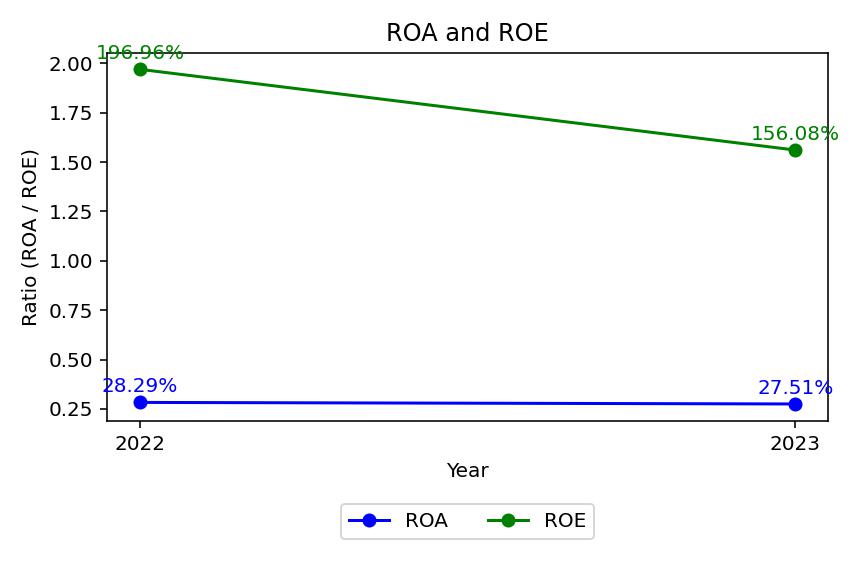 ROA and ROE
Ratio (ROA / ROE)
2.00
1.75
1.50
1.25
1.00
0.75
0.50
0.25
196.96%
156.08%
28.29%
27.51%
2022
2023
Year
ROA
ROE